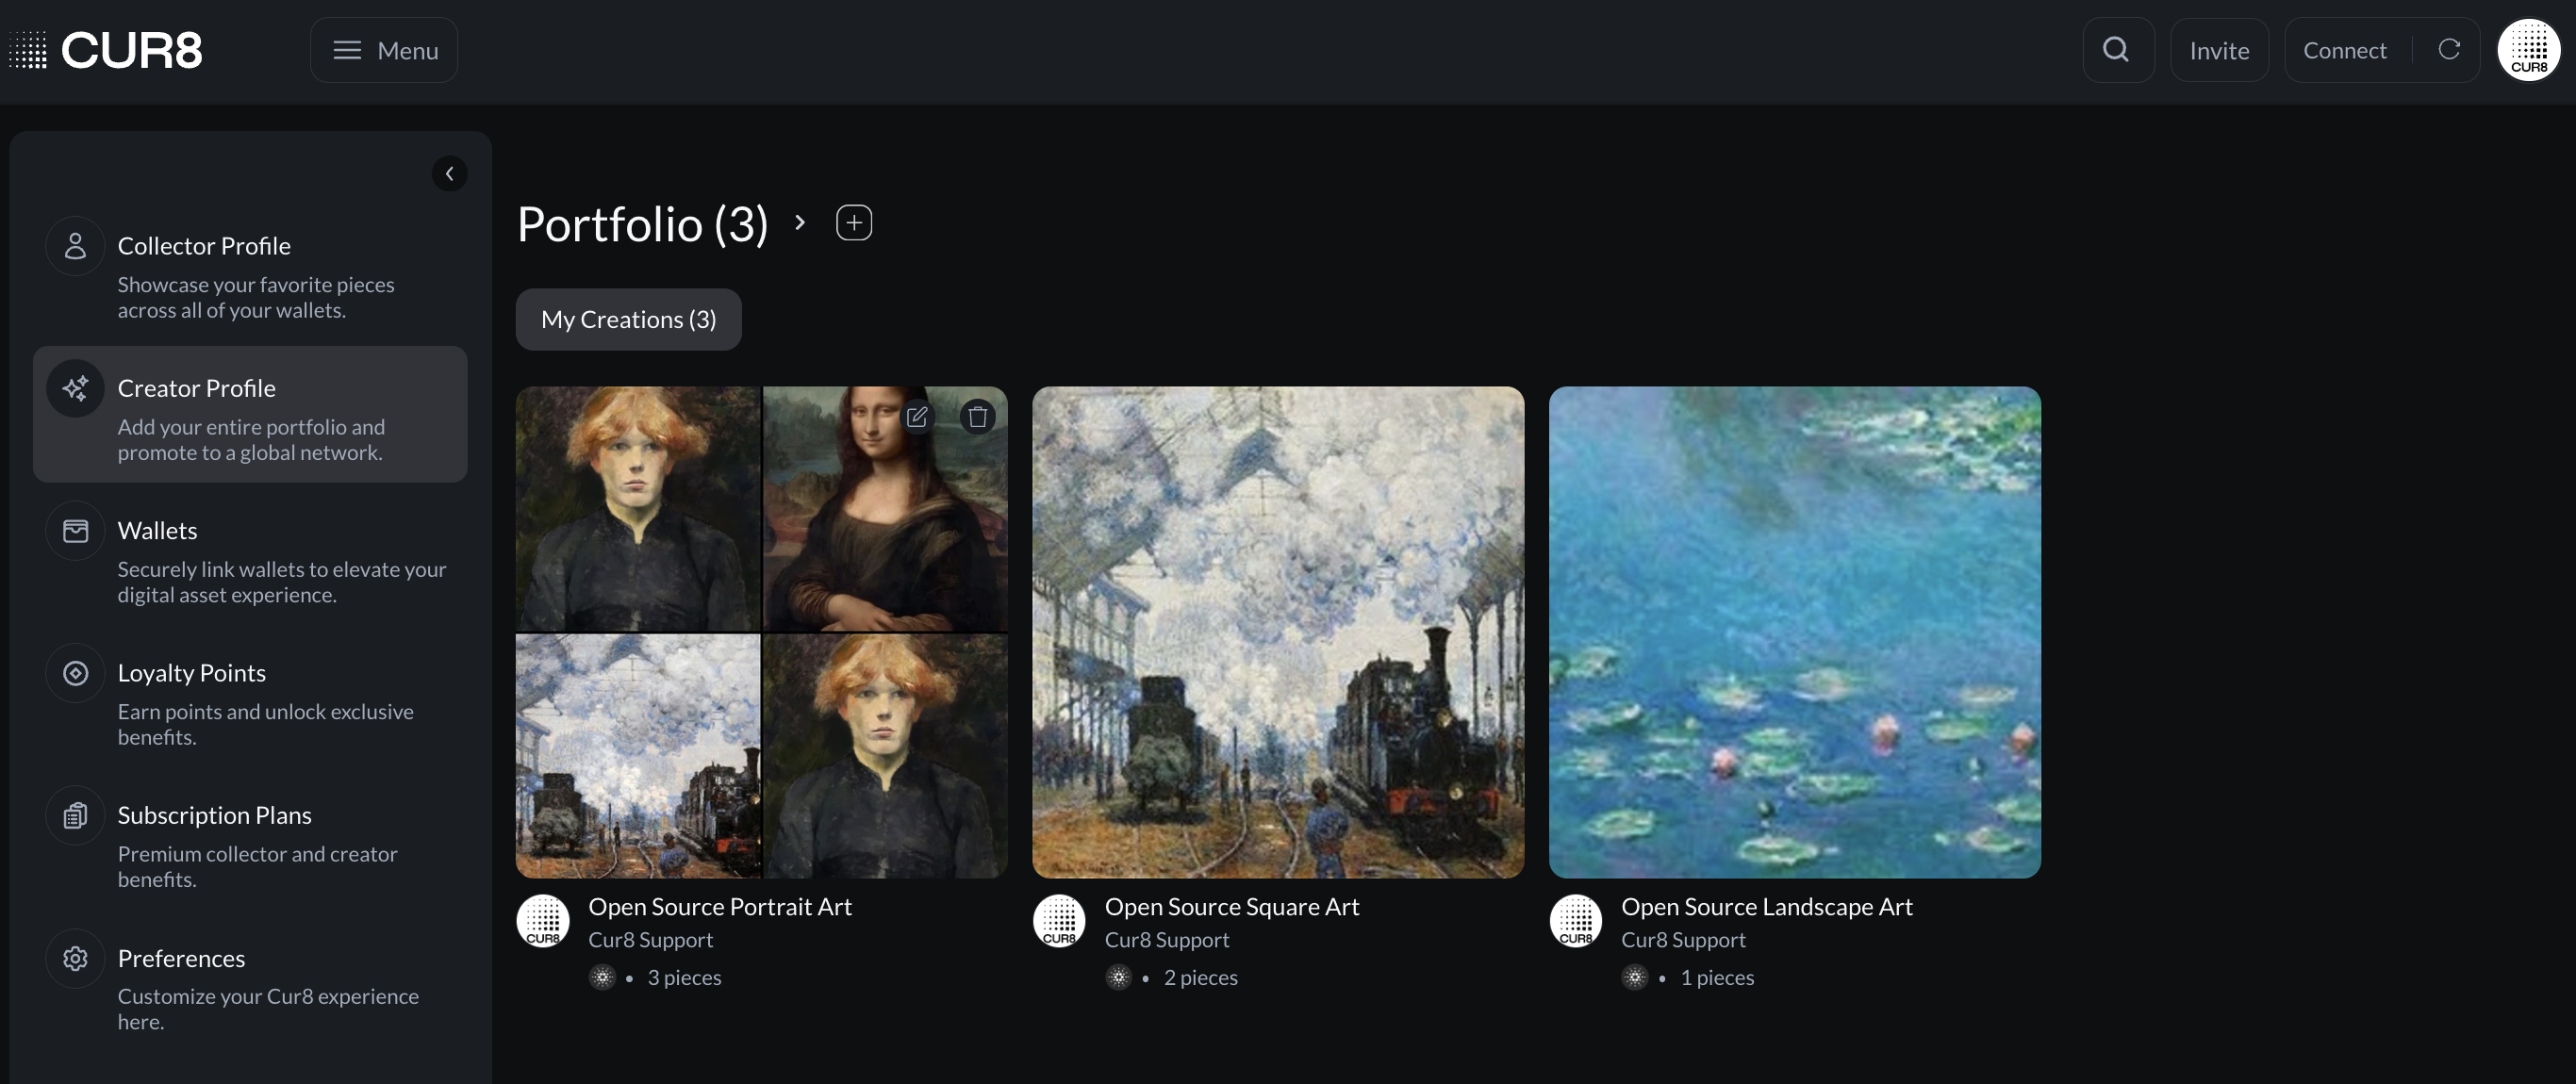 CUR8
Menu
Invite
Connect
CUR8
Collector Profile
Showcase your favorite pieces
across all of your wallets.
Creator Profile
Add your entire portfolio and
promote to a global network.
Wallets
Securely link wallets to elevate your
digital asset experience.
Loyalty Points
Earn points and unlock exclusive
benefits.
Subscription Plans
Premium collector and creator
benefits.
Preferences
Customize your Cur8 experience
here.
Portfolio (3)
My Creations (3)
CUR8
Open Source Portrait Art
Cur8 Support
• 3 pieces
CUR8
Open Source Square Art
Cur8 Support
• 2 pieces
CUR8
Open Source Landscape Art
Cur8 Support
• 1 pieces